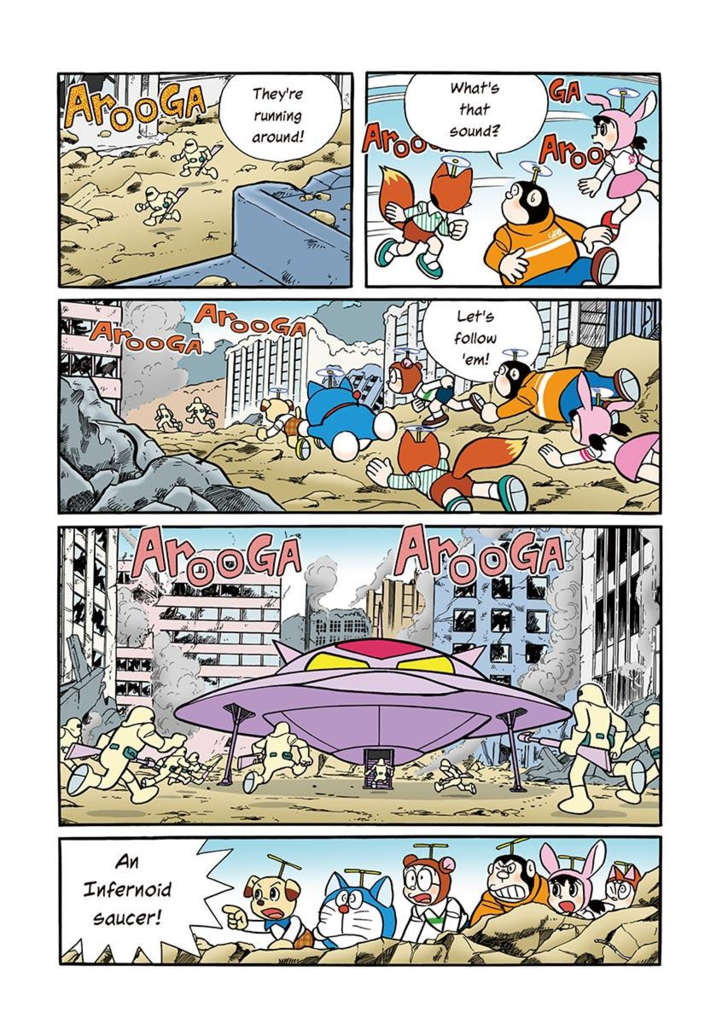 ArooGA
They're
running
around!
What's
that
sound?
ArooGA
GA
Aroo
ArooGA
ArooGA
Let's
follow
'em!
ArooGA
ArooGA
An
Infernoid
saucer!